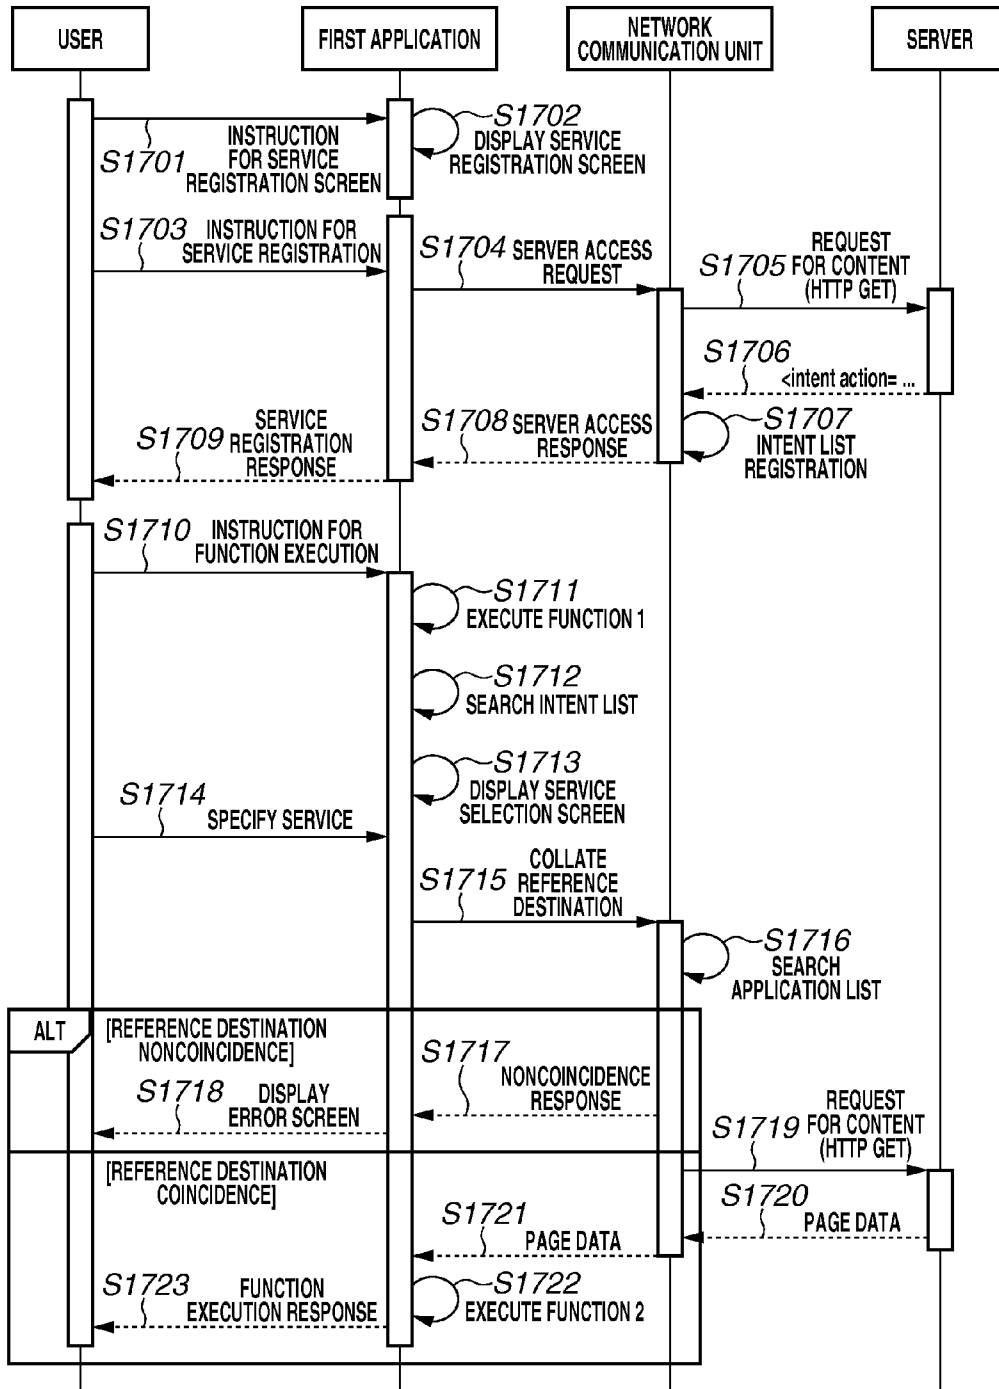 USER
FIRST APPLICATION
NETWORK
COMMUNICATION UNIT
SERVER
S1701
INSTRUCTION
FOR SERVICE
REGISTRATION SCREEN
S1702
DISPLAY SERVICE
REGISTRATION SCREEN
S1703
INSTRUCTION FOR
SERVICE REGISTRATION
S1704
SERVER ACCESS
REQUEST
S1705
REQUEST
FOR CONTENT
(HTTP GET)
S1706
<intent action= ...
S1707
INTENT LIST
REGISTRATION
S1708
SERVER ACCESS
RESPONSE
S1709
SERVICE
REGISTRATION
RESPONSE
S1710
INSTRUCTION FOR
FUNCTION EXECUTION
S1711
EXECUTE FUNCTION 1
S1712
SEARCH INTENT LIST
S1713
DISPLAY SERVICE
SELECTION SCREEN
S1714
SPECIFY SERVICE
S1715
COLLATE
REFERENCE
DESTINATION
S1716
SEARCH
APPLICATION LIST
ALT
[REFERENCE DESTINATION
NONCOINCIDENCE]
S1717
NONCOINCIDENCE
RESPONSE
S1718
DISPLAY
ERROR SCREEN
S1719
REQUEST
FOR CONTENT
(HTTP GET)
[REFERENCE DESTINATION
COINCIDENCE]
S1720
PAGE DATA
S1721
PAGE DATA
S1722
EXECUTE FUNCTION 2
S1723
FUNCTION
EXECUTION RESPONSE